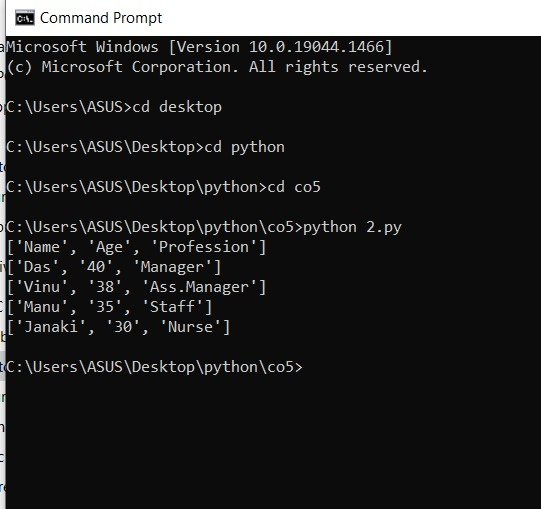 Command Prompt
Microsoft Windows [Version 10.0.19044.1466]
(c) Microsoft Corporation. All rights reserved.
C:\Users\ASUS>cd desktop
C:\Users\ASUS\Desktop>cd python
C:\Users\ASUS\Desktop\python>cd co5
C:\Users\ASUS\Desktop\python\co5>python 2.py
['Name', 'Age', 'Profession']
['Das', '40', 'Manager']
['Vinu', '38', 'Ass.Manager']
['Manu', '35', 'Staff']
['Janaki', '30', 'Nurse']
C:\Users\ASUS\Desktop\python\co5>